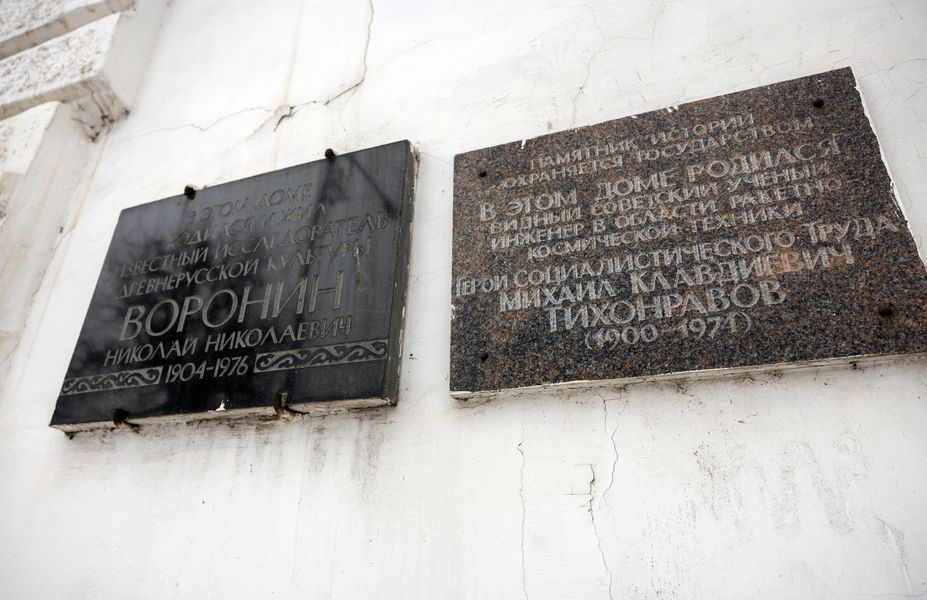 В ЭТОМ ДОМЕ
РОДИЛСЯ И ЖИЛ
ИЗВЕСТНЫЙ ИССЛЕДОВАТЕЛЬ
ДРЕВНЕРУССКОЙ КУЛЬТУРЫ
ВОРОНИН
НИКОЛАЙ НИКОЛАЕВИЧ
1904-1976
ПАМЯТНИК ИСТОРИИ
ОХРАНЯЕТСЯ ГОСУДАРСТВОМ
В ЭТОМ ДОМЕ РОДИЛСЯ
ВИДНЫЙ СОВЕТСКИЙ УЧЕНЫЙ
ИНЖЕНЕР В ОБЛАСТИ РАКЕТНО
КОСМИЧЕСКОЙ ТЕХНИКИ
ГЕРОЙ СОЦИАЛИСТИЧЕСКОГО ТРУДА
МИХАИЛ КЛАВДИЕВИЧ
ТИХОНРАВОВ
(1900 - 1974)